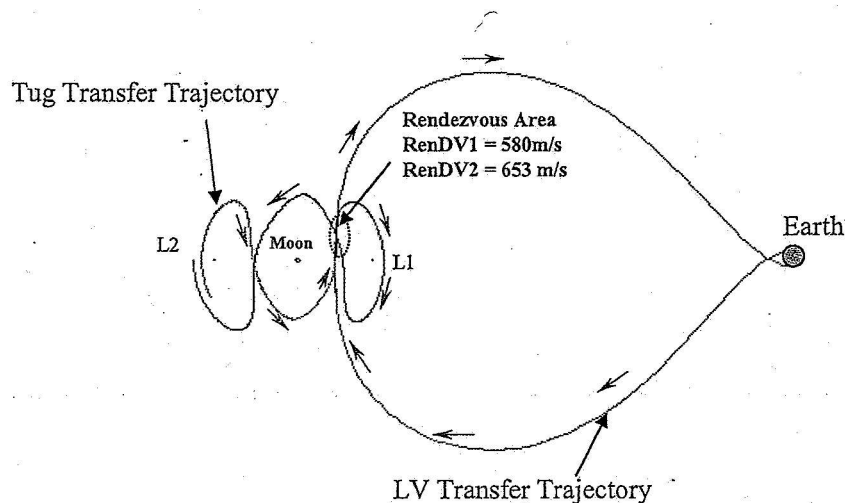 Tug Transfer Trajectory
Rendezvous Area
RenDV1 = 580m/s
RenDV2 = 653 m/s
Earth
L2
Moon
L1
LV Transfer Trajectory